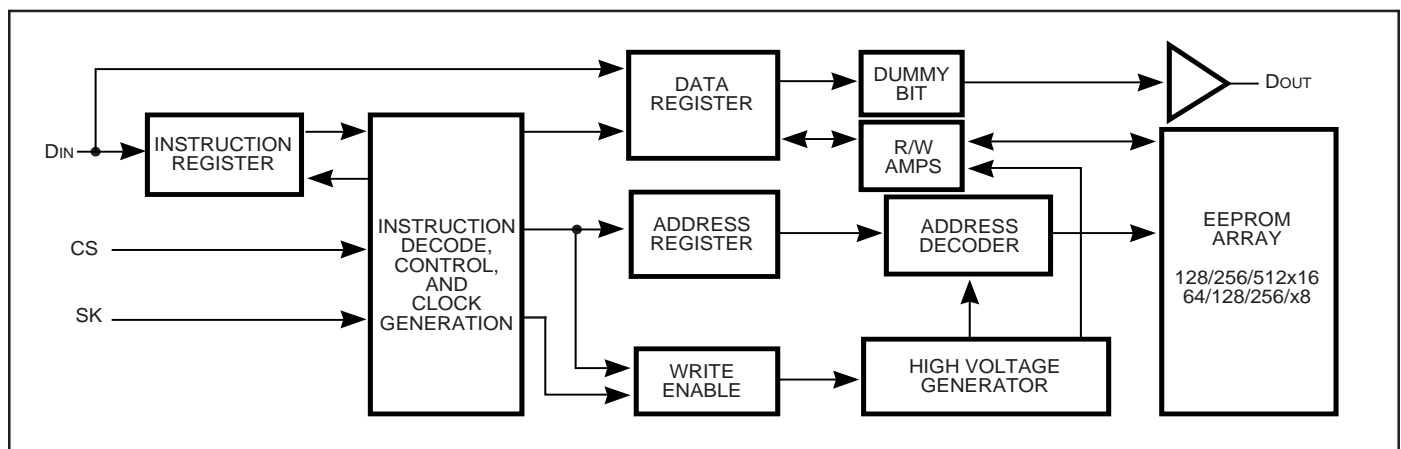 DATA
REGISTER
DUMMY
BIT
DOUT
DIN
INSTRUCTION
REGISTER
R/W
AMPS
CS
SK
INSTRUCTION
DECODE,
CONTROL,
AND
CLOCK
GENERATION
ADDRESS
REGISTER
ADDRESS
DECODER
EEPROM
ARRAY
128/256/512x16
64/128/256/x8
WRITE
ENABLE
HIGH VOLTAGE
GENERATOR